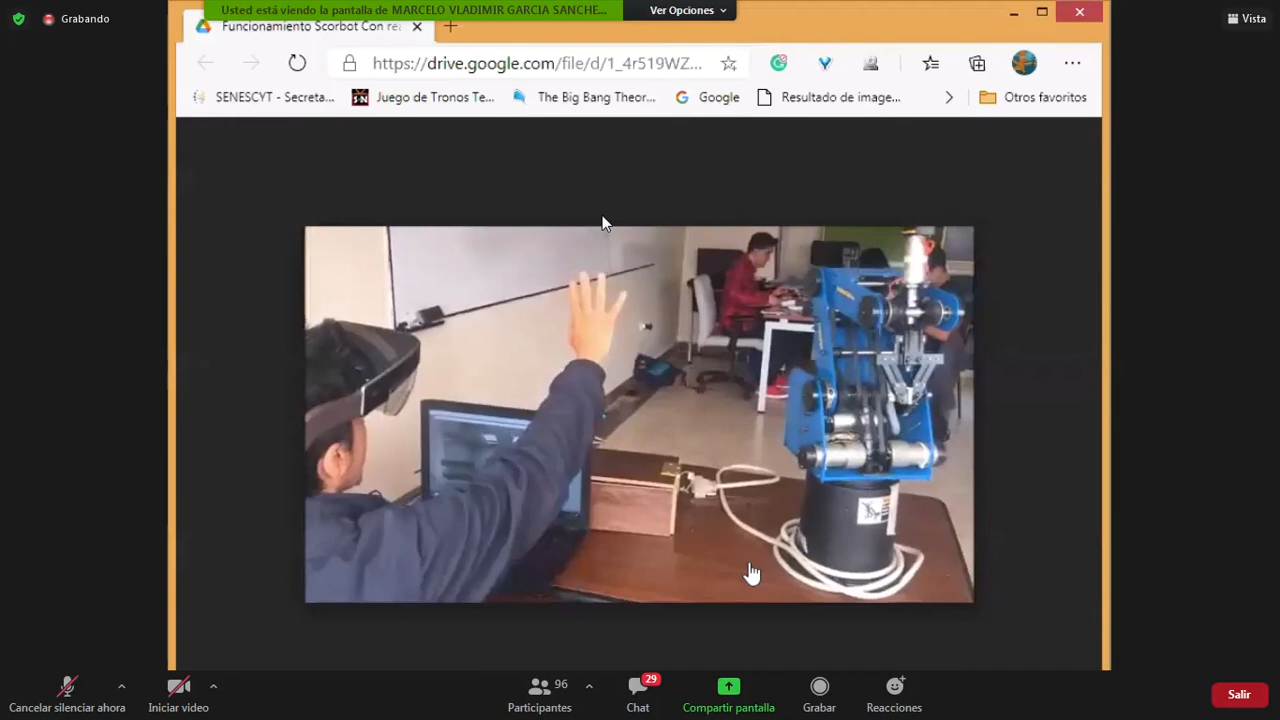 Grabando
Usted está viendo la pantalla de MARCELO VLADIMIR GARCIA SANCHE...
Ver Opciones
Vista
Funcionamiento Scorbot Con rea
https://drive.google.com/file/d/1_4r519WZ...
SENESCYT - Secreta...
Juego de Tronos Te...
The Big Bang Theor...
Google
Resultado de image...
Otros favoritos
Cancelar silenciar ahora
Iniciar video
96
Participantes
29
Chat
Compartir pantalla
Grabar
Reacciones
Salir